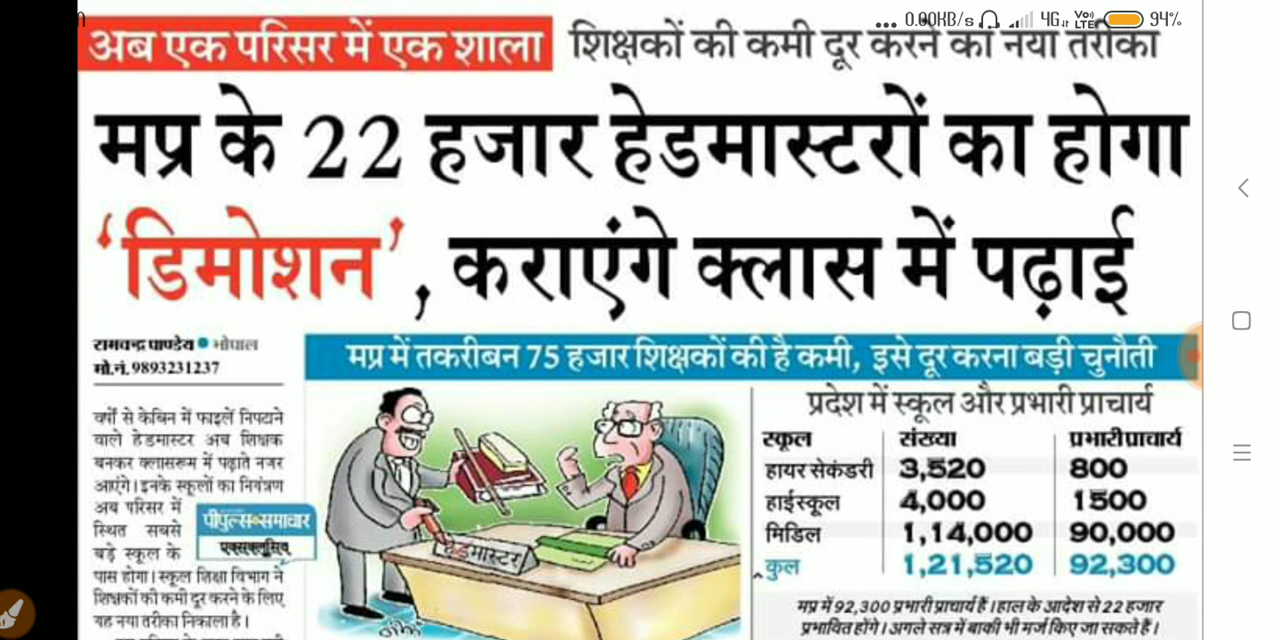 ... 0.00KB/s 4G VoLTE 94%
अब एक परिसर में एक शाला
शिक्षकों की कमी दूर करने का नया तरीका
मप्र के 22 हजार हेडमास्टरों का होगा
‘डिमोशन’, कराएंगे क्लास में पढ़ाई
रामचन्द्र पाण्डेय ● भोपाल
मो.नं. 9893231237
वर्षों से केबिन में फाइलें निपटाने
वाले हेडमास्टर अब शिक्षक
बनकर क्लासरूम में पढ़ाते नजर
आएंगे। इनके स्कूलों का नियंत्रण
अब परिसर में
स्थित सबसे
बड़े स्कूल के
पास होगा। स्कूल शिक्षा विभाग ने
शिक्षकों की कमी दूर करने के लिए
यह नया तरीका निकाला है।
पीपुल्स समाचार
एक्सक्लूसिव
मप्र में तकरीबन 75 हजार शिक्षकों की है कमी, इसे दूर करना बड़ी चुनौती
हेडमास्टर
प्रदेश में स्कूल और प्रभारी प्राचार्य
स्कूल संख्या प्रभारी प्राचार्य
हायर सेकंडरी 3,520 800
हाईस्कूल 4,000 1500
मिडिल 1,14,000 90,000
कुल 1,21,520 92,300
मप्र में 92,300 प्रभारी प्राचार्य हैं। हाल के आदेश से 22 हजार
प्रभावित होंगे। अगले सत्र में बाकी भी मर्ज किए जा सकते हैं।